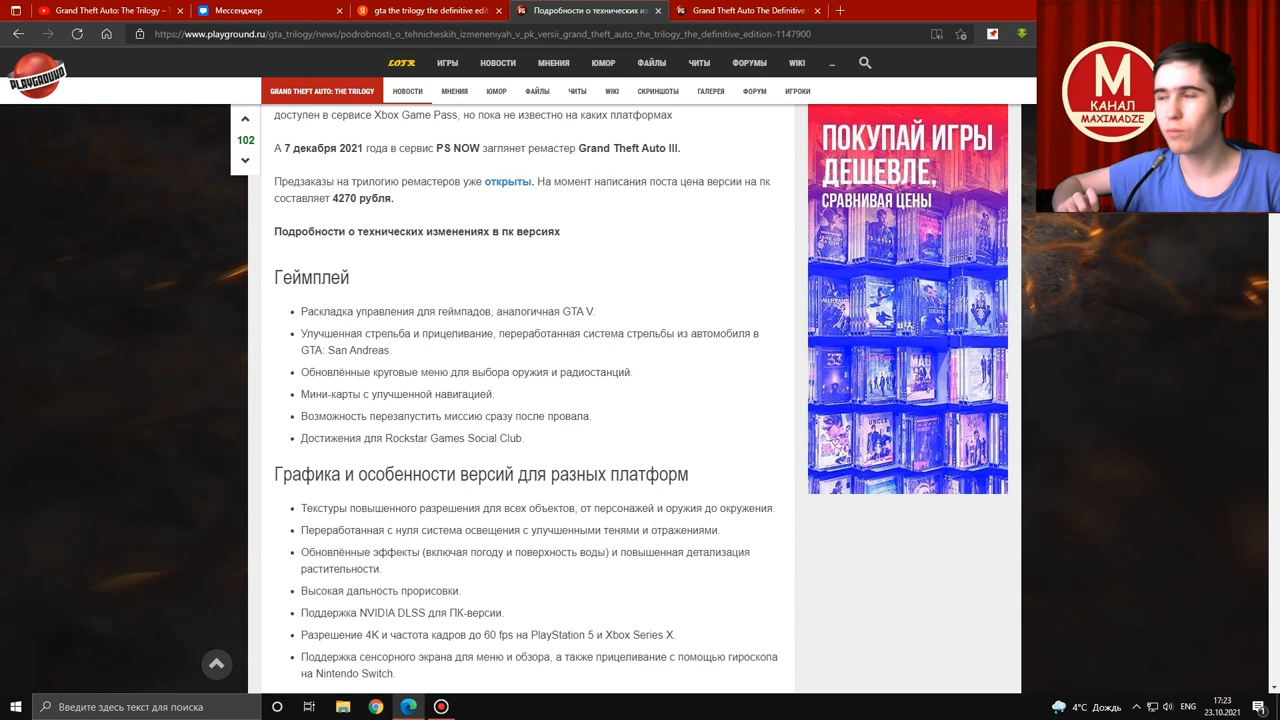 Grand Theft Auto: The Trilogy –
Мессенджер
gta trilogy the definitive edit
Подробности о технических из
Grand Theft Auto The Definitive
https://www.playground.ru/gta_trilogy/news/podrobnosti_o_tehnicheskih_izmeneniyah_v_pk_versii_grand_theft_auto_the_trilogy_the_definitive_edition-1147900
PLAYGROUND
LOTR ИГРЫ НОВОСТИ МНЕНИЯ ЮМОР ФАЙЛЫ ЧИТЫ ФОРУМЫ WIKI
GRAND THEFT AUTO: THE TRILOGY НОВОСТИ МНЕНИЯ ЮМОР ФАЙЛЫ ЧИТЫ WIKI СКРИНШОТЫ ГАЛЕРЕЯ ФОРУМ ИГРОКИ
102
доступен в сервисе Xbox Game Pass, но пока не известно на каких платформах
А 7 декабря 2021 года в сервис PS NOW заглянет ремастер Grand Theft Auto III.
Предзаказы на трилогию ремастеров уже открыты. На момент написания поста цена версии на пк
составляет 4270 рубля.
Подробности о технических изменениях в пк версиях
Геймплей
• Раскладка управления для геймпадов, аналогичная GTA V.
• Улучшенная стрельба и прицеливание, переработанная система стрельбы из автомобиля в
GTA: San Andreas.
• Обновлённые круговые меню для выбора оружия и радиостанций.
• Мини-карты с улучшенной навигацией.
• Возможность перезапустить миссию сразу после провала.
• Достижения для Rockstar Games Social Club.
Графика и особенности версий для разных платформ
• Текстуры повышенного разрешения для всех объектов, от персонажей и оружия до окружения.
• Переработанная с нуля система освещения с улучшенными тенями и отражениями.
• Обновлённые эффекты (включая погоду и поверхность воды) и повышенная детализация
растительности.
• Высокая дальность прорисовки.
• Поддержка NVIDIA DLSS для ПК-версии.
• Разрешение 4K и частота кадров до 60 fps на PlayStation 5 и Xbox Series X.
• Поддержка сенсорного экрана для меню и обзора, а также прицеливание с помощью гироскопа
на Nintendo Switch.
ПОКУПАЙ ИГРЫ
ДЕШЕВЛЕ,
СРАВНИВАЯ ЦЕНЫ
MAD
MAX
UNCLE
M
КАНАЛ
MAXIMADZE
Введите здесь текст для поиска
4°C Дождь
ENG
17:23
23.10.2021
1